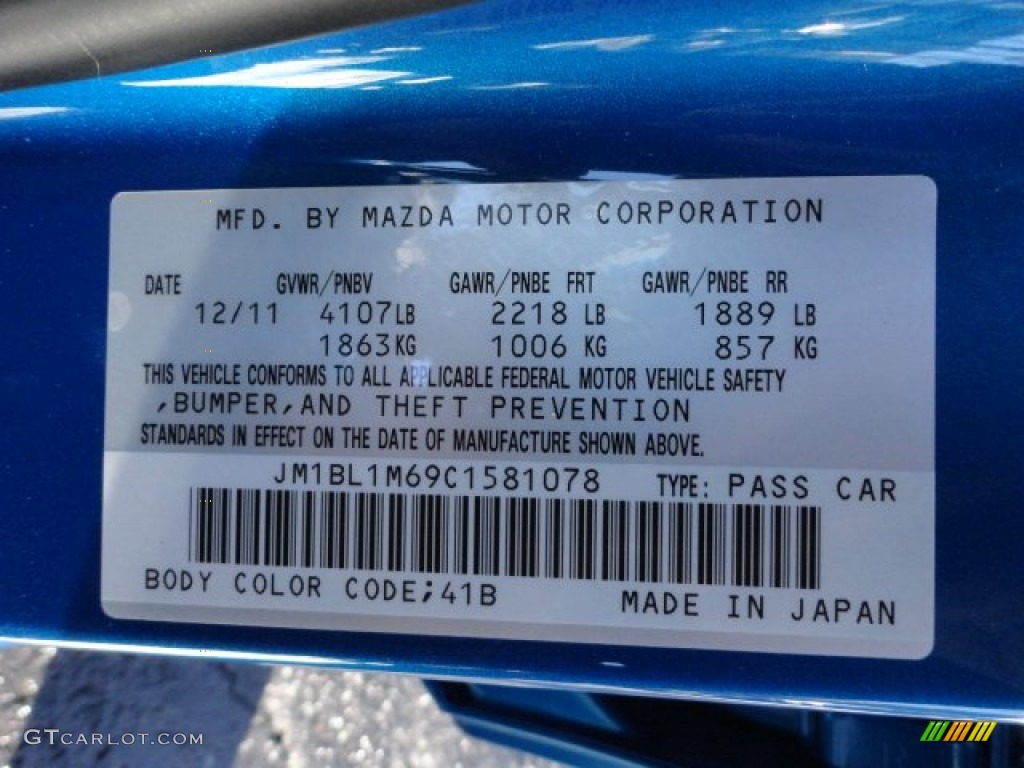 MFD. BY MAZDA MOTOR CORPORATION
DATE GVWR/PNBV GAWR/PNBE FRT GAWR/PNBE RR
12/11 4107LB 2218 LB 1889 LB
1863KG 1006 KG 857 KG
THIS VEHICLE CONFORMS TO ALL APPLICABLE FEDERAL MOTOR VEHICLE SAFETY
,BUMPER,AND THEFT PREVENTION
STANDARDS IN EFFECT ON THE DATE OF MANUFACTURE SHOWN ABOVE.
JM1BL1M69C1581078 TYPE: PASS CAR
BODY COLOR CODE;41B MADE IN JAPAN
GTCARLOT.COM